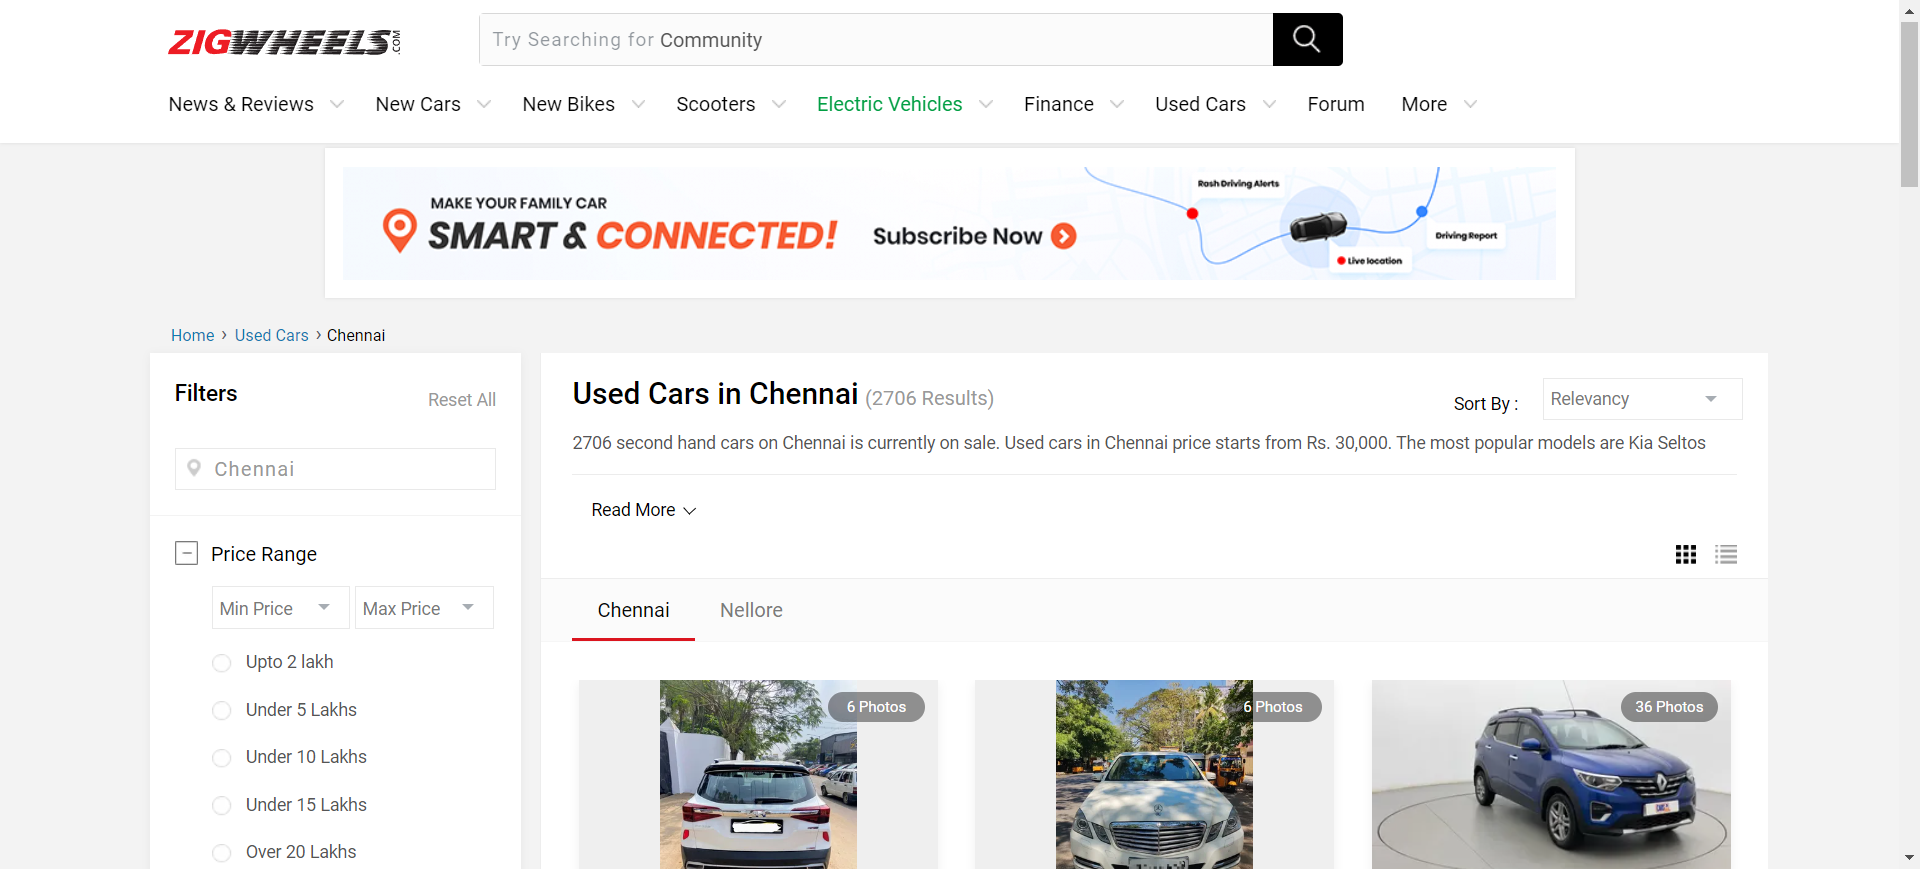 ZIGWHEELS.COM
Try Searching for Community
News & Reviews New Cars New Bikes Scooters Electric Vehicles Finance Used Cars Forum More
MAKE YOUR FAMILY CAR
SMART & CONNECTED!
Subscribe Now
Rash Driving Alerts
Driving Report
Live location
Home › Used Cars › Chennai
Filters
Reset All
Chennai
Price Range
Min Price Max Price
Upto 2 lakh
Under 5 Lakhs
Under 10 Lakhs
Under 15 Lakhs
Over 20 Lakhs
Used Cars in Chennai (2706 Results)
Sort By : Relevancy
2706 second hand cars on Chennai is currently on sale. Used cars in Chennai price starts from Rs. 30,000. The most popular models are Kia Seltos
Read More
Chennai Nellore
6 Photos
6 Photos
36 Photos